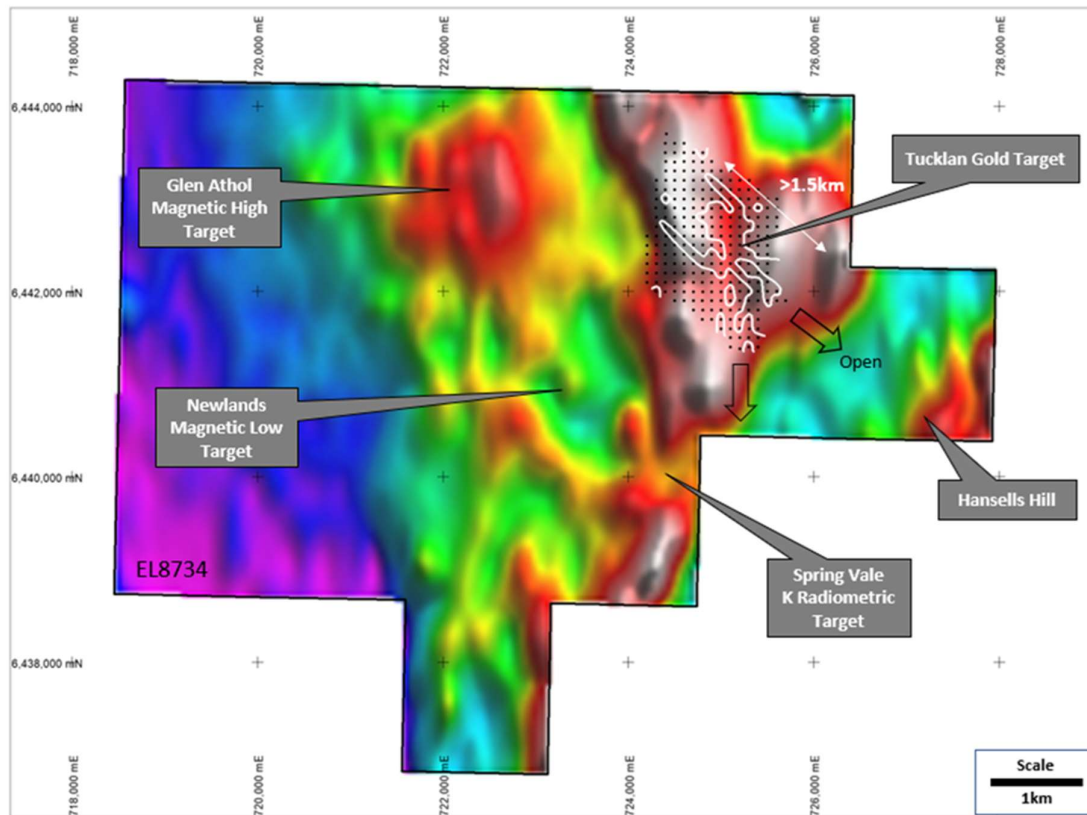 718,000 mE
720,000 mE
722,000 mE
724,000 mE
726,000 mE
728,000 mE
6,444,000 mN
Tucklan Gold Target
Glen Athol
Magnetic High
Target
>1.5km
6,442,000 mN
Open
Newlands
Magnetic Low
Target
6,440,000 mN
Hansells Hill
EL8734
Spring Vale
K Radiometric
Target
6,438,000 mN
718,000 mE
720,000 mE
722,000 mE
724,000 mE
726,000 mE
Scale
1km